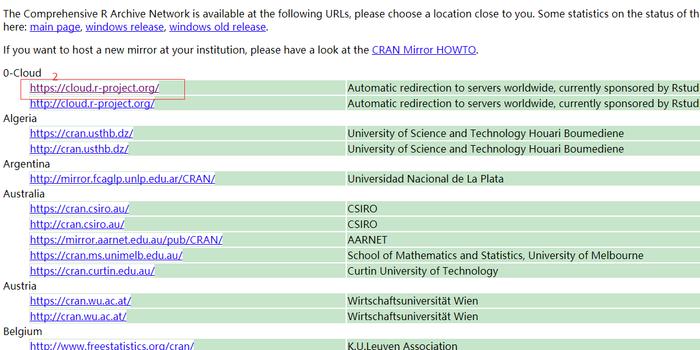 The Comprehensive R Archive Network is available at the following URLs, please choose a location close to you. Some statistics on the status of th
here: main page, windows release, windows old release.
If you want to host a new mirror at your institution, please have a look at the CRAN Mirror HOWTO.
0-Cloud
2
https://cloud.r-project.org/ Automatic redirection to servers worldwide, currently sponsored by Rstud
http://cloud.r-project.org/ Automatic redirection to servers worldwide, currently sponsored by Rstud
Algeria
https://cran.usthb.dz/ University of Science and Technology Houari Boumediene
http://cran.usthb.dz/ University of Science and Technology Houari Boumediene
Argentina
http://mirror.fcaglp.unlp.edu.ar/CRAN/ Universidad Nacional de La Plata
Australia
https://cran.csiro.au/ CSIRO
http://cran.csiro.au/ CSIRO
https://mirror.aarnet.edu.au/pub/CRAN/ AARNET
https://cran.ms.unimelb.edu.au/ School of Mathematics and Statistics, University of Melbourne
https://cran.curtin.edu.au/ Curtin University of Technology
Austria
https://cran.wu.ac.at/ Wirtschaftsuniversität Wien
http://cran.wu.ac.at/ Wirtschaftsuniversität Wien
Belgium
http://www.freestatistics.org/cran/ K.U.Leuven Association